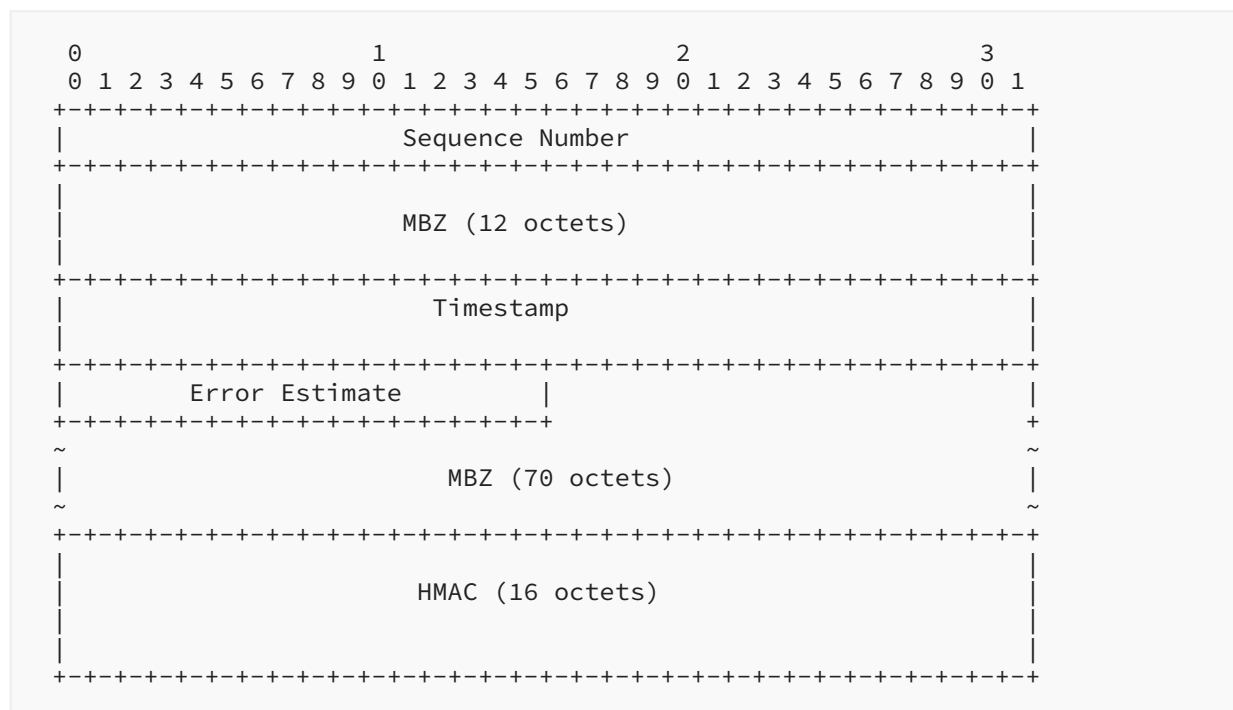 0                   1                   2                   3
 0 1 2 3 4 5 6 7 8 9 0 1 2 3 4 5 6 7 8 9 0 1 2 3 4 5 6 7 8 9 0 1
+-+-+-+-+-+-+-+-+-+-+-+-+-+-+-+-+-+-+-+-+-+-+-+-+-+-+-+-+-+-+-+-+
|                      Sequence Number                          |
+-+-+-+-+-+-+-+-+-+-+-+-+-+-+-+-+-+-+-+-+-+-+-+-+-+-+-+-+-+-+-+-+
|                                                               |
|                      MBZ (12 octets)                          |
|                                                               |
+-+-+-+-+-+-+-+-+-+-+-+-+-+-+-+-+-+-+-+-+-+-+-+-+-+-+-+-+-+-+-+-+
|                        Timestamp                              |
|                                                               |
+-+-+-+-+-+-+-+-+-+-+-+-+-+-+-+-+-+-+-+-+-+-+-+-+-+-+-+-+-+-+-+-+
|        Error Estimate         |                               |
+-+-+-+-+-+-+-+-+-+-+-+-+-+-+-+-+                               +
~                                                               ~
|                         MBZ (70 octets)                       |
~                                                               ~
+-+-+-+-+-+-+-+-+-+-+-+-+-+-+-+-+-+-+-+-+-+-+-+-+-+-+-+-+-+-+-+-+
|                                                               |
|                       HMAC (16 octets)                        |
|                                                               |
|                                                               |
+-+-+-+-+-+-+-+-+-+-+-+-+-+-+-+-+-+-+-+-+-+-+-+-+-+-+-+-+-+-+-+-+